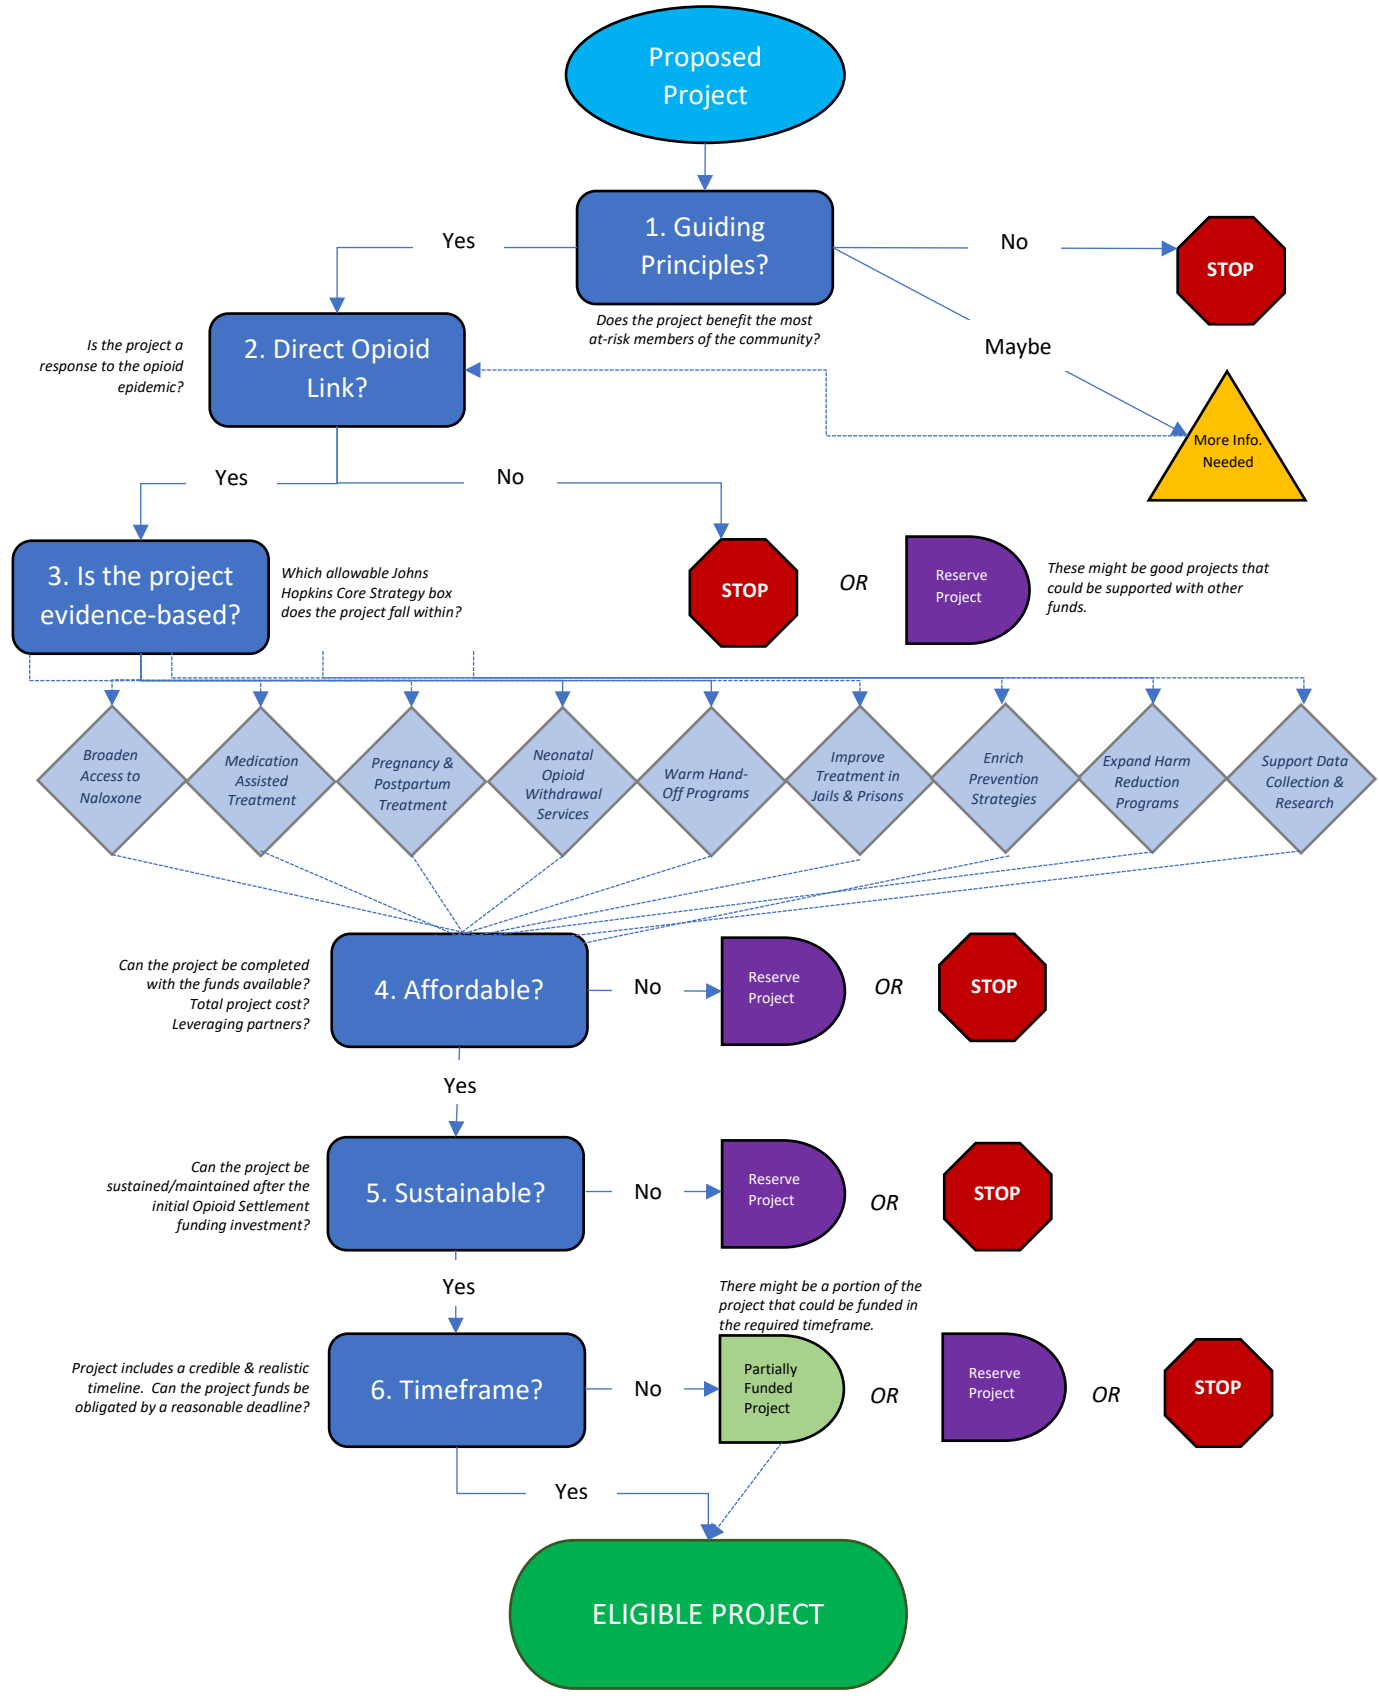 Proposed
Project
1. Guiding
Principles?
Yes
No
STOP
Does the project benefit the most
at-risk members of the community?
Maybe
Is the project a
response to the opioid
epidemic?
2. Direct Opioid
Link?
More Info.
Needed
Yes
No
3. Is the project
evidence-based?
Which allowable Johns
Hopkins Core Strategy box
does the project fall within?
STOP
OR
Reserve
Project
These might be good projects that
could be supported with other
funds.
Broaden
Access to
Naloxone
Medication
Assisted
Treatment
Pregnancy &
Postpartum
Treatment
Neonatal
Opioid
Withdrawal
Services
Warm Hand-
Off Programs
Improve
Treatment in
Jails & Prisons
Enrich
Prevention
Strategies
Expand Harm
Reduction
Programs
Support Data
Collection &
Research
Can the project be completed
with the funds available?
Total project cost?
Leveraging partners?
4. Affordable?
No
Reserve
Project
OR
STOP
Yes
Can the project be
sustained/maintained after the
initial Opioid Settlement
funding investment?
5. Sustainable?
No
Reserve
Project
OR
STOP
Yes
There might be a portion of the
project that could be funded in
the required timeframe.
Project includes a credible & realistic
timeline. Can the project funds be
obligated by a reasonable deadline?
6. Timeframe?
No
Partially
Funded
Project
OR
Reserve
Project
OR
STOP
Yes
ELIGIBLE PROJECT